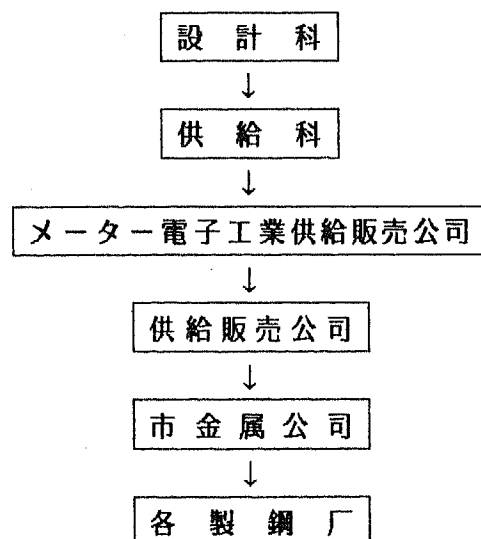 設計科
↓
供給科
↓
メーター電子工業供給販売公司
↓
供給販売公司
↓
市金属公司
↓
各製鋼厂